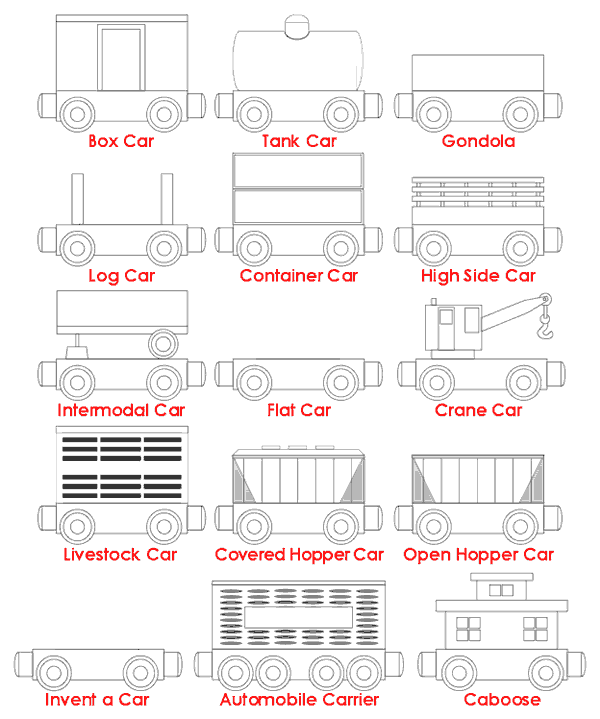 Box Car
Tank Car
Gondola
Log Car
Container Car
High Side Car
Intermodal Car
Flat Car
Crane Car
Livestock Car
Covered Hopper Car
Open Hopper Car
Invent a Car
Automobile Carrier
Caboose